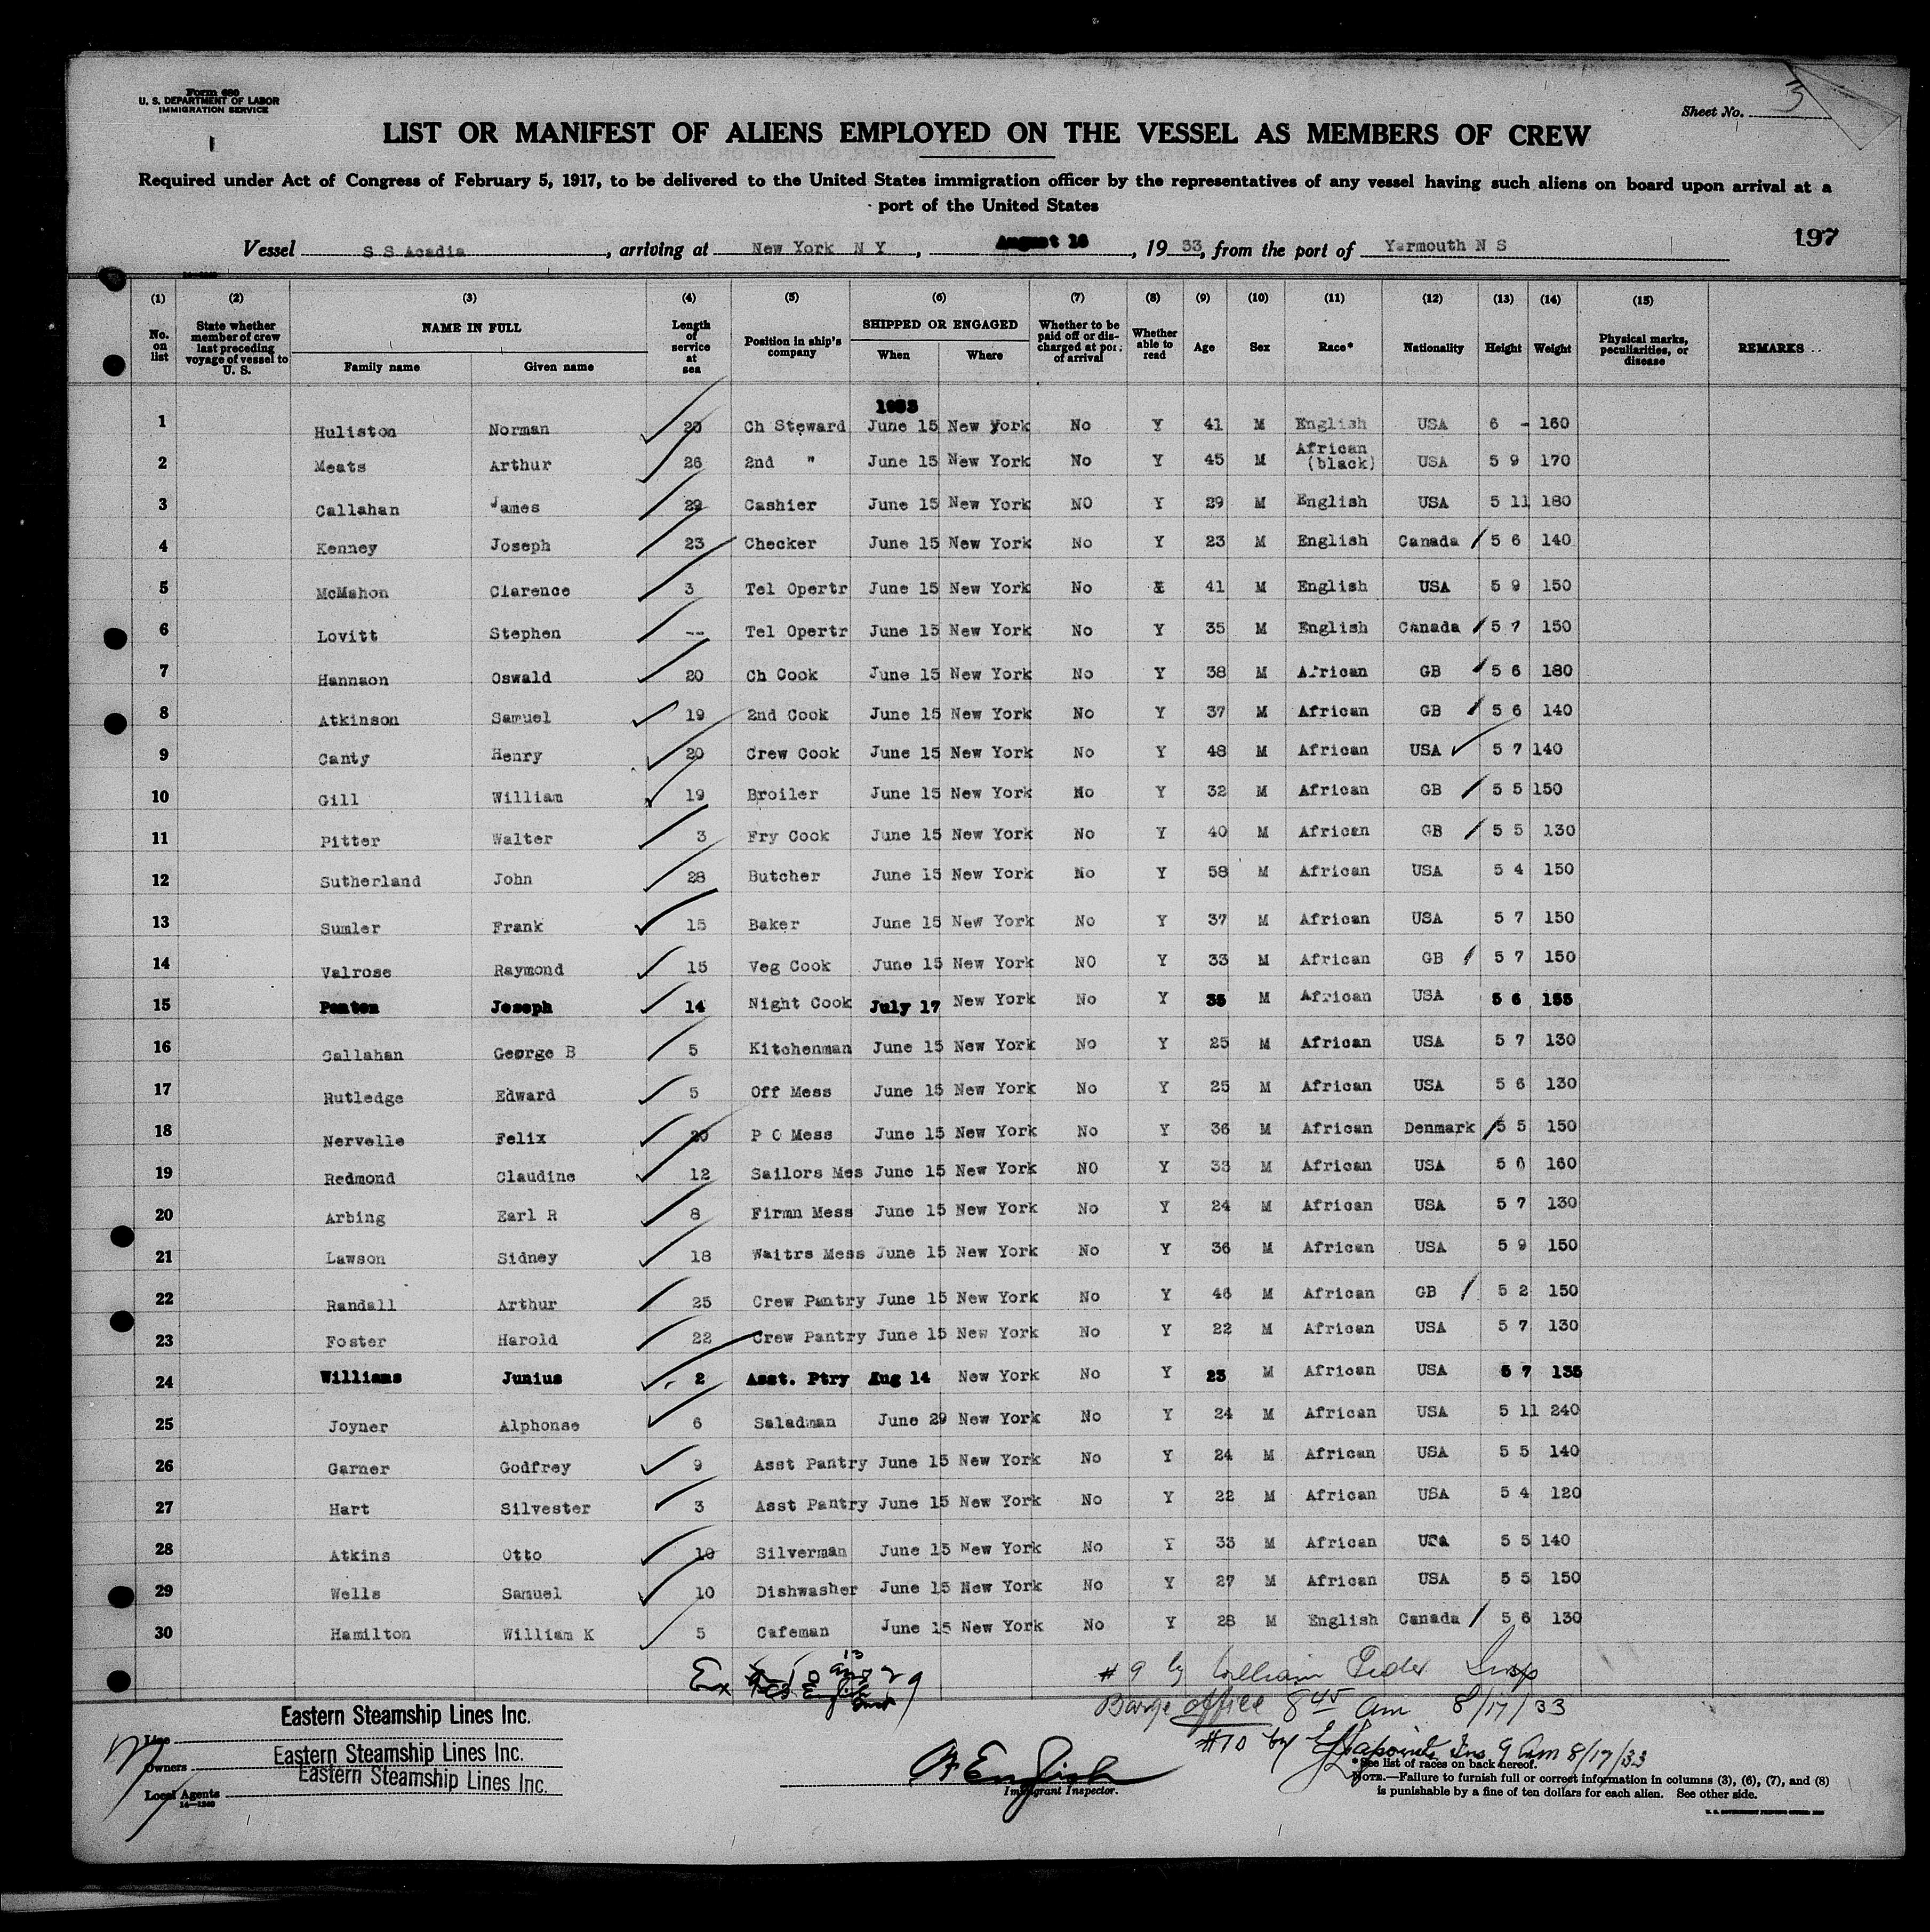 Form 680
U. S. DEPARTMENT OF LABOR
IMMIGRATION SERVICE
Sheet No. 3
LIST OR MANIFEST OF ALIENS EMPLOYED ON THE VESSEL AS MEMBERS OF CREW
Required under Act of Congress of February 5, 1917, to be delivered to the United States immigration officer by the representatives of any vessel having such aliens on board upon arrival at a
port of the United States
197
Vessel S S Acadia, arriving at New York N Y, August 16, 1933, from the port of Yarmouth N S
(1) (2) (3) (4) (5) (6) (7) (8) (9) (10) (11) (12) (13) (14) (15)
No. on list | State whether member of crew last preceding voyage of vessel to U. S. | NAME IN FULL Family name Given name | Length of service at sea | Position in ship's company | SHIPPED OR ENGAGED When Where | Whether to be paid off or discharged at port of arrival | Whether able to read | Age | Sex | Race* | Nationality | Height | Weight | Physical marks, peculiarities, or disease | REMARKS
1933
1 Huliston Norman 20 Ch Steward June 15 New York No Y 41 M English USA 6 - 160
2 Meats Arthur 26 2nd " June 15 New York No Y 45 M African (black) USA 5 9 170
3 Callahan James 29 Cashier June 15 New York NO Y 29 M English USA 5 11 180
4 Kenney Joseph 23 Checker June 15 New York No Y 23 M English Canada 5 6 140
5 McMahon Clarence 3 Tel Opertr June 15 New York No Y 41 M English USA 5 9 150
6 Lovitt Stephen -- Tel Opertr June 15 New York No Y 35 M English Canada 5 7 150
7 Hannaon Oswald 20 Ch Cook June 15 New York No Y 38 M African GB 5 6 180
8 Atkinson Samuel 19 2nd Cook June 15 New York No Y 37 M African GB 5 6 140
9 Canty Henry 20 Crew Cook June 15 New York No Y 48 M African USA 5 7 140
10 Gill William 19 Broiler June 15 New York No Y 32 M African GB 5 5 150
11 Pitter Walter 3 Fry Cook June 15 New York No Y 40 M African GB 5 5 130
12 Sutherland John 28 Butcher June 15 New York No Y 58 M African USA 5 4 150
13 Sumler Frank 15 Baker June 15 New York No Y 37 M African USA 5 7 150
14 Valrose Raymond 15 Veg Cook June 15 New York NO Y 33 M African GB 5 7 150
15 Penton Joseph 14 Night Cook July 17 New York No Y 35 M African USA 5 6 155
16 Callahan George B 5 Kitchenman June 15 New York No Y 25 M African USA 5 7 130
17 Rutledge Edward 5 Off Mess June 15 New York No Y 25 M African USA 5 6 130
18 Nervelle Felix 20 P O Mess June 15 New York No Y 36 M African Denmark 5 5 150
19 Redmond Claudine 12 Sailors Mes June 15 New York NO Y 33 M African USA 5 160
20 Arbing Earl R 8 Firmn Mess June 15 New York No Y 24 M African USA 5 7 130
21 Lawson Sidney 18 Waitrs Mess June 15 New York No Y 36 M African USA 5 9 150
22 Randall Arthur 25 Crew Pantry June 15 New York No Y 46 M African GB 5 2 150
23 Foster Harold 22 Crew Pantry June 15 New York No Y 22 M African USA 5 7 130
24 Williams Junius 2 Asst. Ptry Aug 14 New York No Y 23 M African USA 5 7 135
25 Joyner Alphonse 6 Saladman June 29 New York No Y 24 M African USA 5 11 240
26 Garner Godfrey 9 Asst Pantry June 15 New York No Y 24 M African USA 5 5 140
27 Hart Silvester 3 Asst Pantry June 15 New York No Y 22 M African USA 5 4 120
28 Atkins Otto 10 Silverman June 15 New York No Y 33 M African USA 5 5 140
29 Wells Samuel 10 Dishwasher June 15 New York No Y 27 M African USA 5 5 150
30 Hamilton William K 5 Cafeman June 15 New York No Y 28 M English Canada 5 6 130
Ex
#9 by William Insp
Barge office 8 45 am 8/17/33
#10 by Ins 9 am 8/17/33
Line Eastern Steamship Lines Inc.
Owners Eastern Steamship Lines Inc.
Local Agents Eastern Steamship Lines Inc.
14-1240
English
Immigrant Inspector.
*See list of races on back hereof.
NOTE.—Failure to furnish full or correct information in columns (3), (6), (7), and (8)
is punishable by a fine of ten dollars for each alien. See other side.